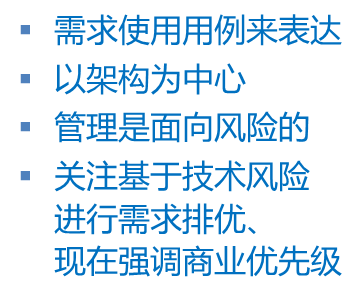 ▪ 需求使用用例来表达
▪ 以架构为中心
▪ 管理是面向风险的
▪ 关注基于技术风险
进行需求排优、
现在强调商业优先级